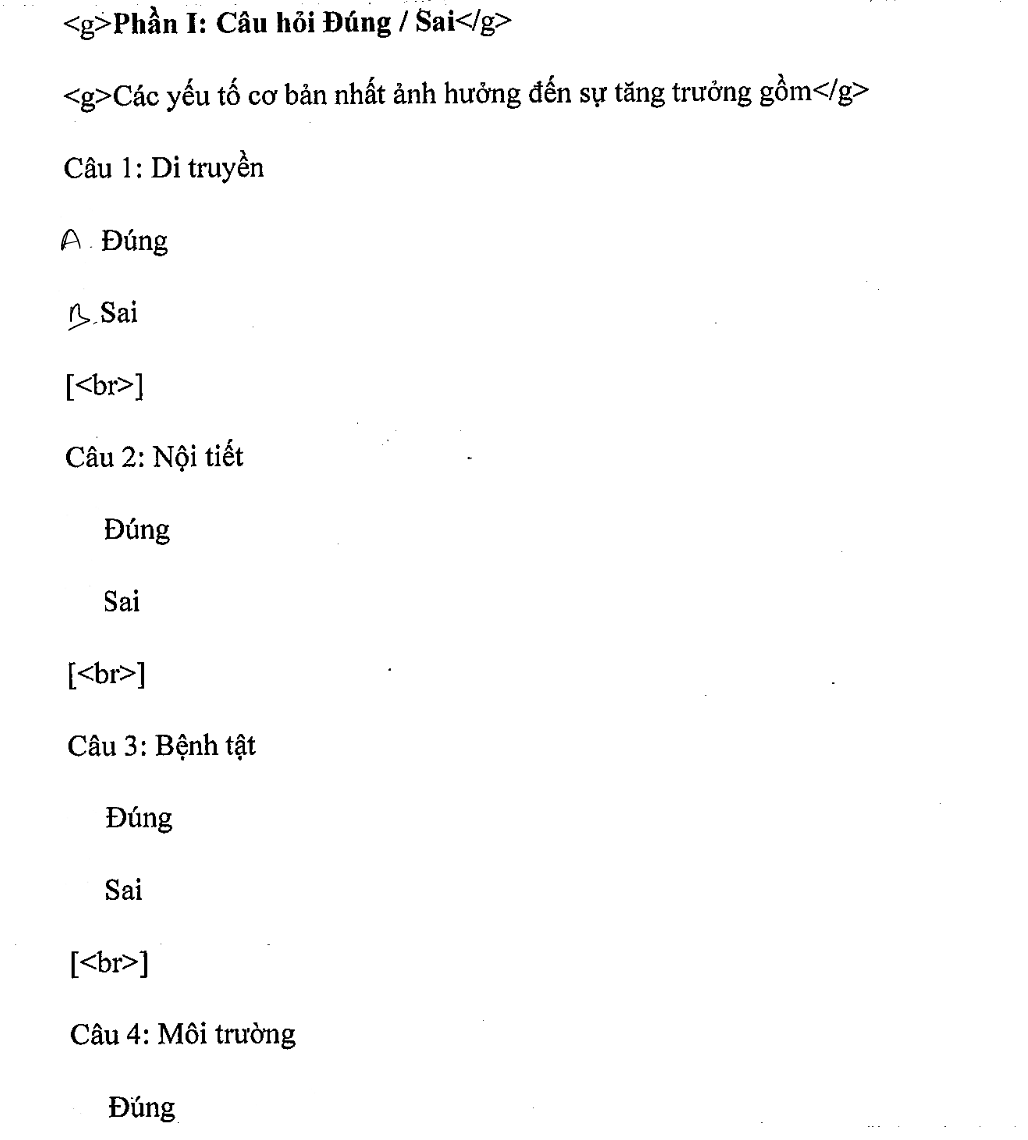 <g>Phần I: Câu hỏi Đúng / Sai</g>
<g>Các yếu tố cơ bản nhất ảnh hưởng đến sự tăng trưởng gồm</g>
Câu 1: Di truyền
A. Đúng
B. Sai
[<br>]
Câu 2: Nội tiết
Đúng
Sai
[<br>]
Câu 3: Bệnh tật
Đúng
Sai
[<br>]
Câu 4: Môi trường
Đúng